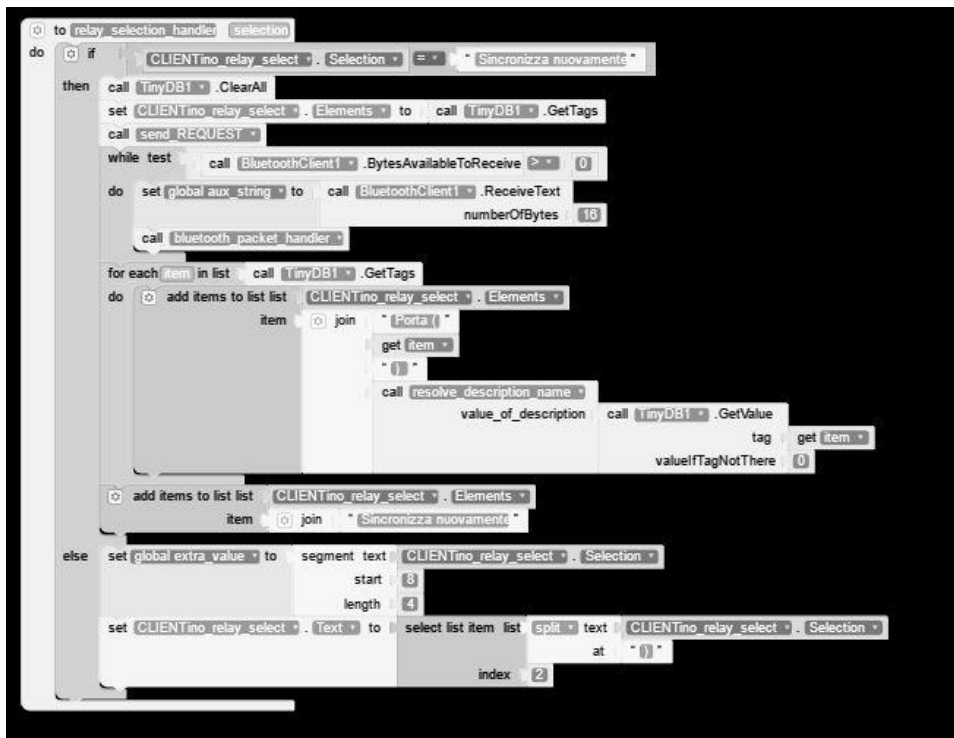 to relay_selection_handler selection
do if CLIENTino_relay_select . Selection = " Sincronizza nuovamente "
then call TinyDB1 .ClearAll
set CLIENTino_relay_select . Elements to call TinyDB1 .GetTags
call send_REQUEST
while test call BluetoothClient1 .BytesAvailableToReceive > 0
do set global aux_string to call BluetoothClient1 .ReceiveText
numberOfBytes 16
call bluetooth_packet_handler
for each item in list call TinyDB1 .GetTags
do add items to list list CLIENTino_relay_select . Elements
item join " Porta ( "
get item
" ) "
call resolve_description_name
value_of_description call TinyDB1 .GetValue
tag get item
valueIfTagNotThere 0
add items to list list CLIENTino_relay_select . Elements
item join " Sincronizza nuovamente "
else set global extra_value to segment text CLIENTino_relay_select . Selection
start 8
length 4
set CLIENTino_relay_select . Text to select list item list split text CLIENTino_relay_select . Selection
at " ) "
index 2